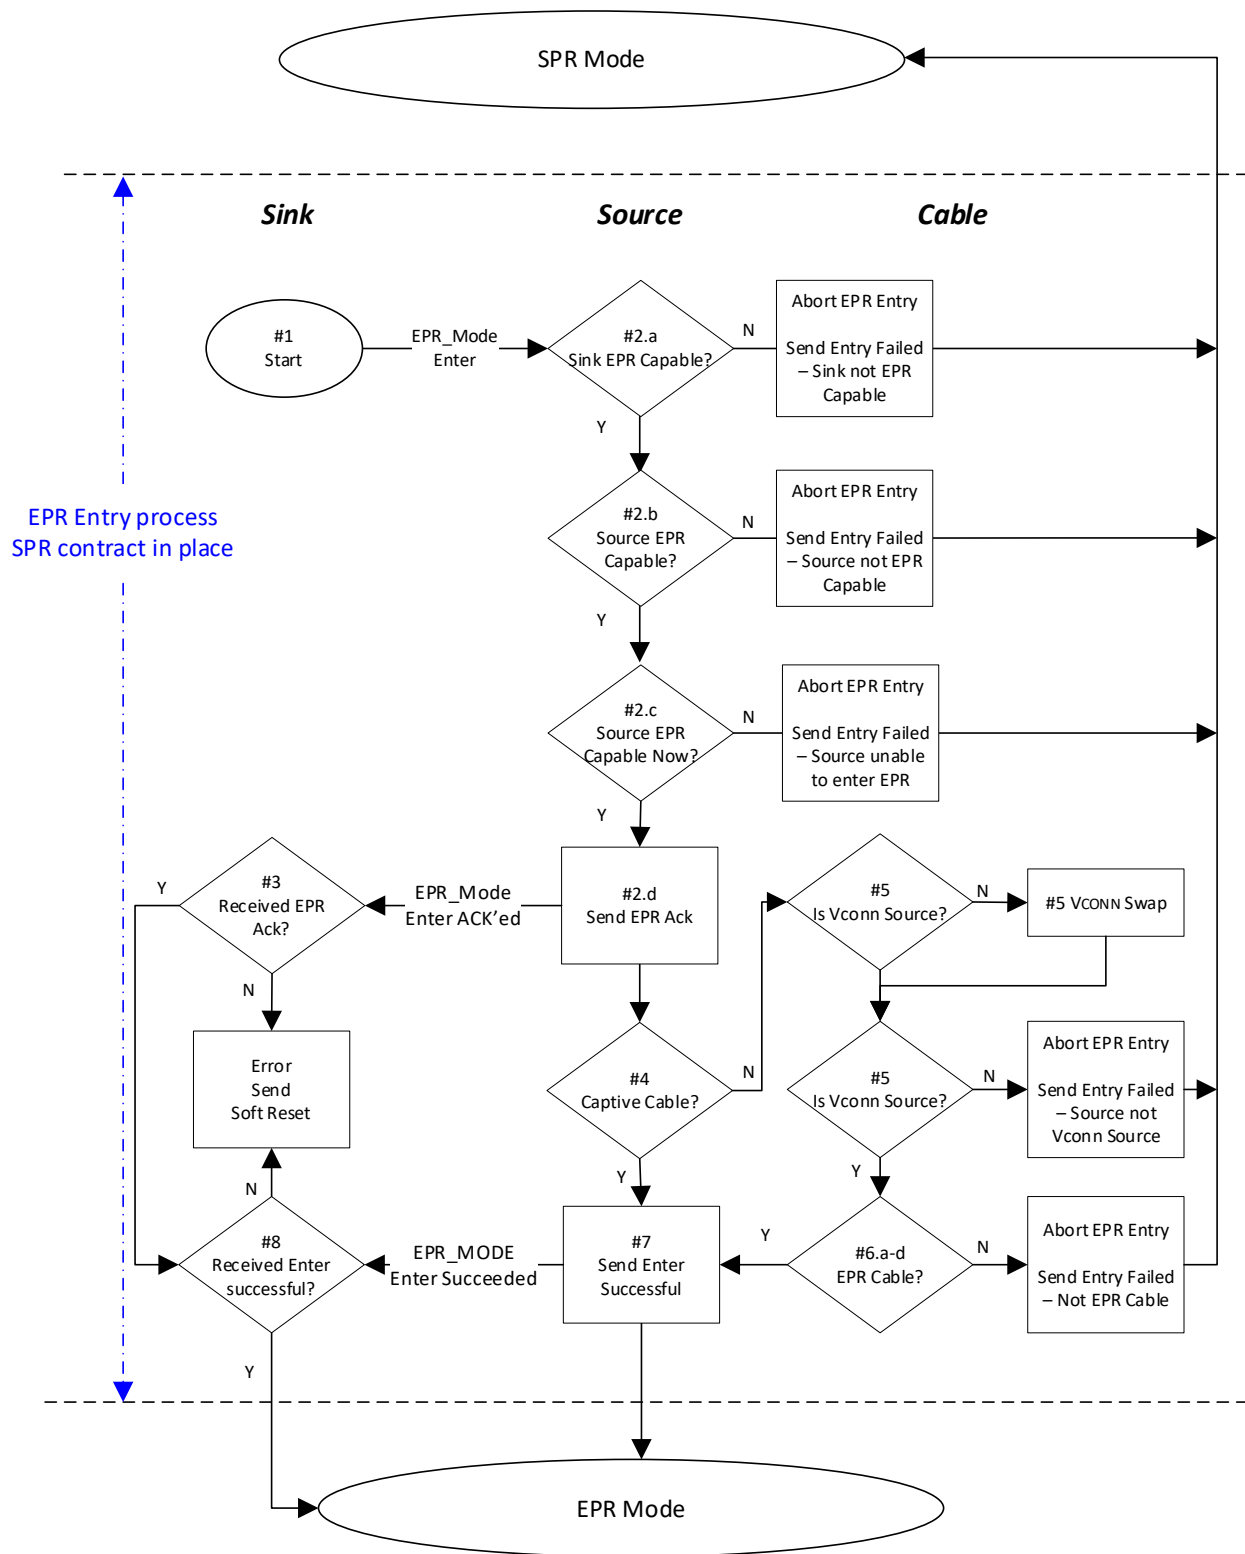 SPR Mode
Sink
Source
Cable
#1
Start
EPR_Mode
Enter
#2.a
Sink EPR Capable?
N
Y
Abort EPR Entry
Send Entry Failed
– Sink not EPR
Capable
EPR Entry process
SPR contract in place
#2.b
Source EPR
Capable?
N
Y
Abort EPR Entry
Send Entry Failed
– Source not EPR
Capable
#2.c
Source EPR
Capable Now?
N
Y
Abort EPR Entry
Send Entry Failed
– Source unable
to enter EPR
#3
Received EPR
Ack?
Y
N
EPR_Mode
Enter ACK’ed
#2.d
Send EPR Ack
#5
Is Vconn Source?
N
#5 VCONN Swap
Error
Send
Soft Reset
#4
Captive Cable?
N
Y
#5
Is Vconn Source?
N
Y
Abort EPR Entry
Send Entry Failed
– Source not
Vconn Source
N
#8
Received Enter
successful?
Y
EPR_MODE
Enter Succeeded
#7
Send Enter
Successful
Y
#6.a-d
EPR Cable?
N
Abort EPR Entry
Send Entry Failed
– Not EPR Cable
EPR Mode